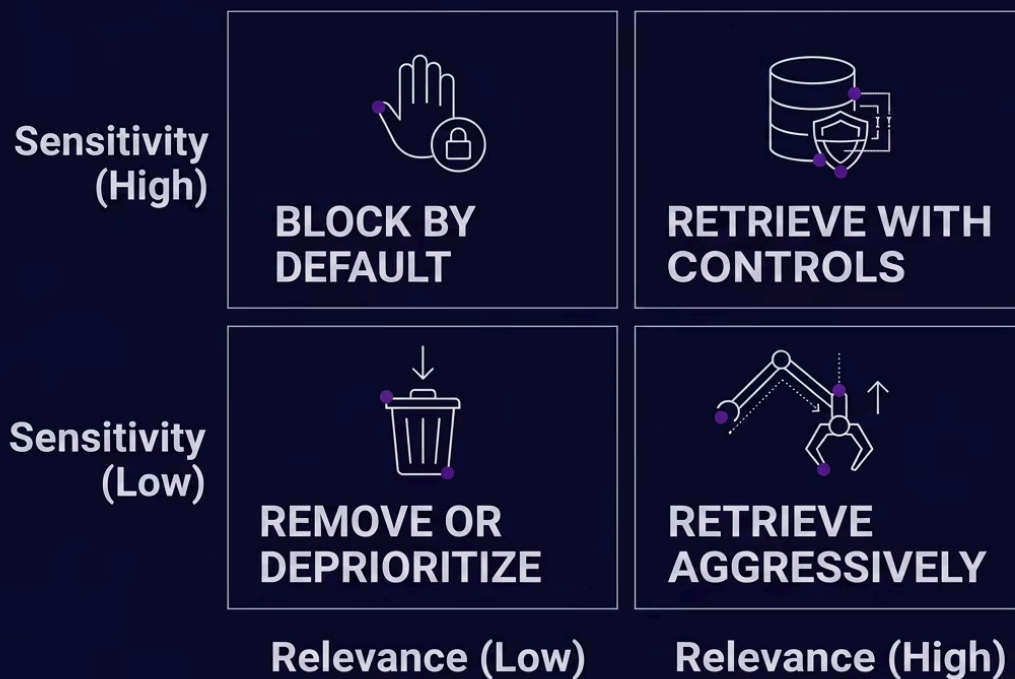 Sensitivity
(High)
BLOCK BY
DEFAULT
RETRIEVE WITH
CONTROLS
Sensitivity
(Low)
REMOVE OR
DEPRIORITIZE
RETRIEVE
AGGRESSIVELY
Relevance (Low)
Relevance (High)